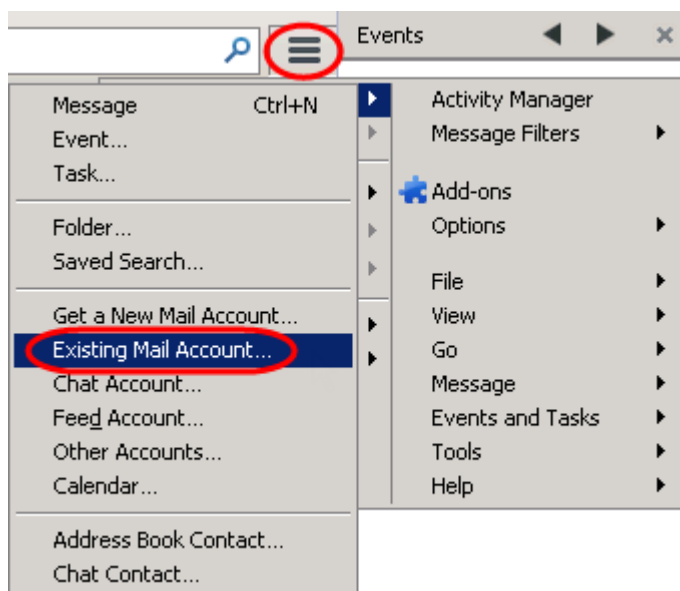 Events
Message Ctrl+N
Event...
Task...
Folder...
Saved Search...
Get a New Mail Account...
Existing Mail Account...
Chat Account...
Feed Account...
Other Accounts...
Calendar...
Address Book Contact...
Chat Contact...
Activity Manager
Message Filters
Add-ons
Options
File
View
Go
Message
Events and Tasks
Tools
Help